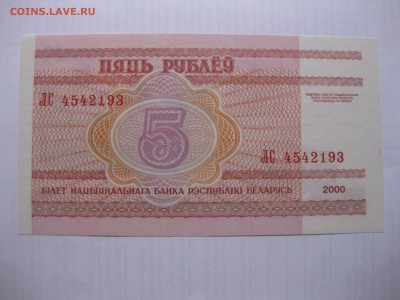 COINS.LAVE.RU
ПЯЦЬ РУБЛЁЎ
ЛС 4542193
5
ЛС 4542193
БІЛЕТ НАЦЫЯНАЛЬНАГА БАНКА РЭСПУБЛІКІ БЕЛАРУСЬ
2000